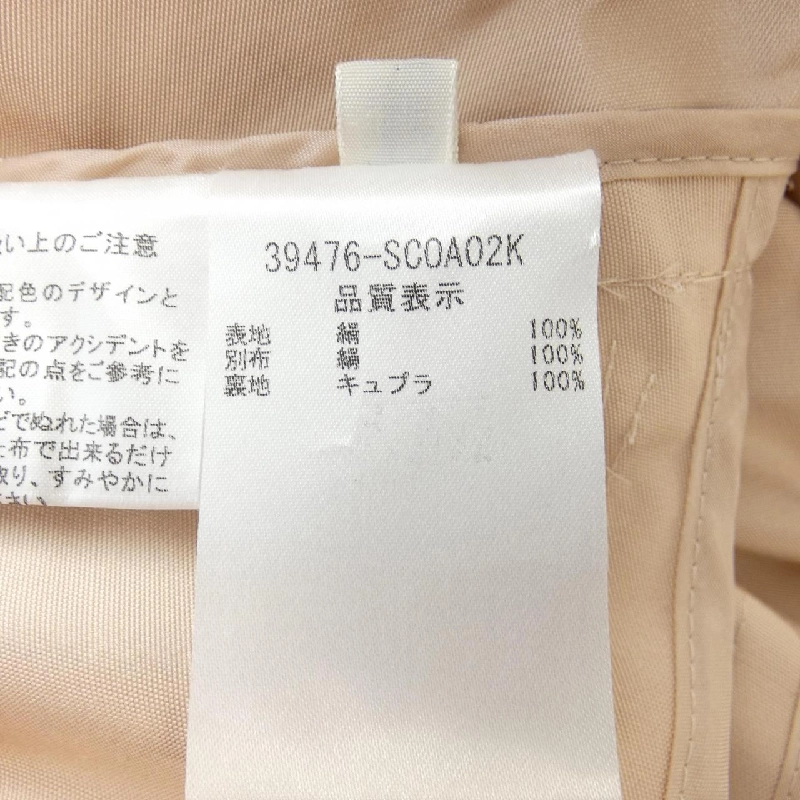 い上のご注意
配色のデザインと
す。
きのアクシデントを
記の点をご参考に
い。
どでぬれた場合は、
た布で出来るだけ
取り、すみやかに
さい
39476-SCOA02K
品質表示
表地 絹 100%
別布 絹 100%
裏地 キュプラ 100%